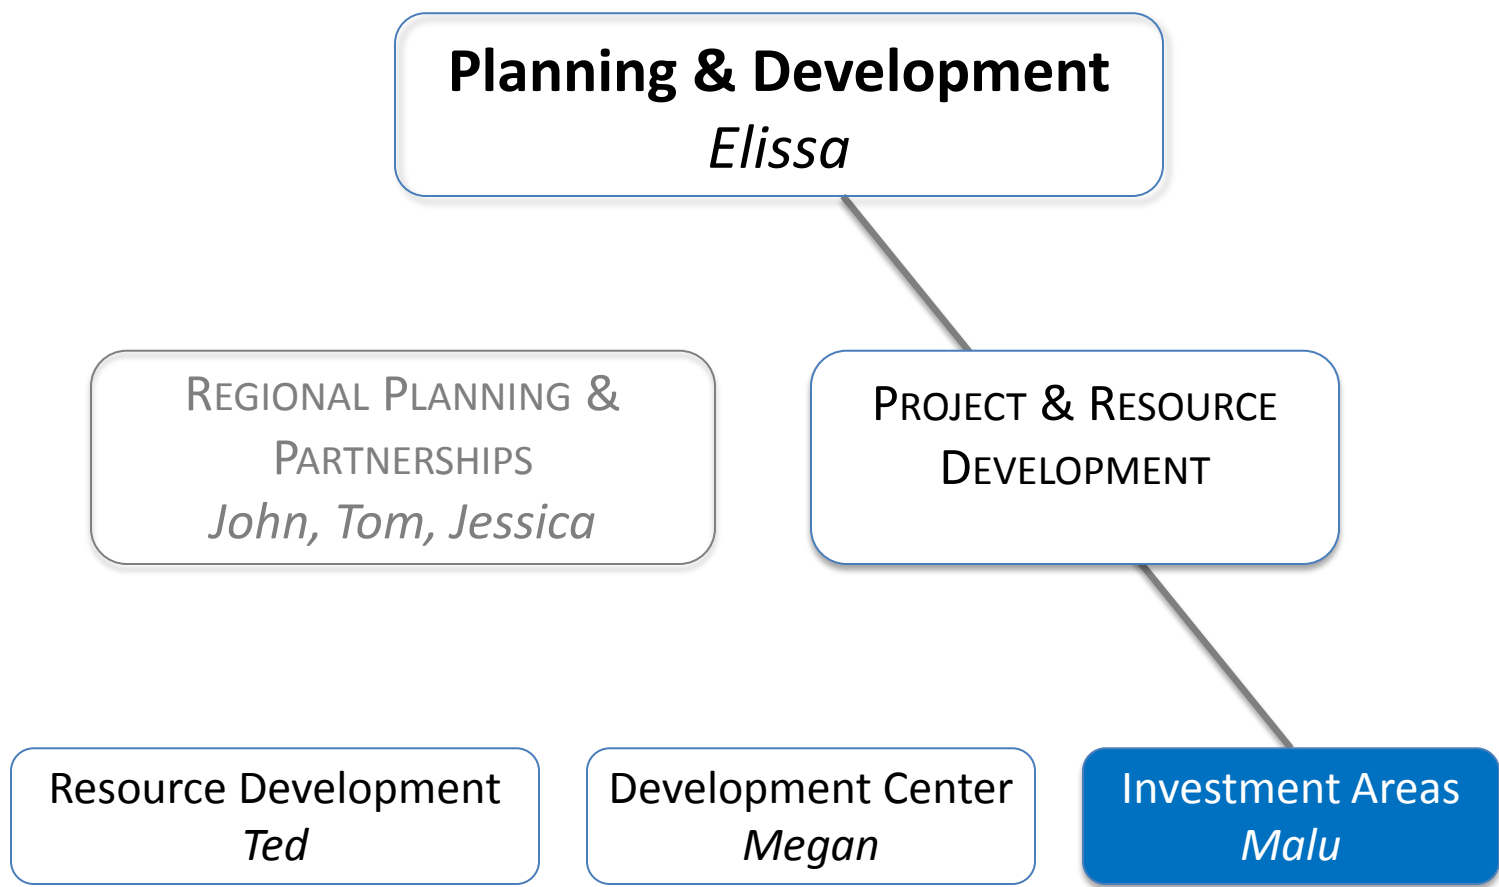 Planning & Development
Elissa
Regional Planning &
Partnerships
John, Tom, Jessica
Project & Resource
Development
Resource Development
Ted
Development Center
Megan
Investment Areas
Malu